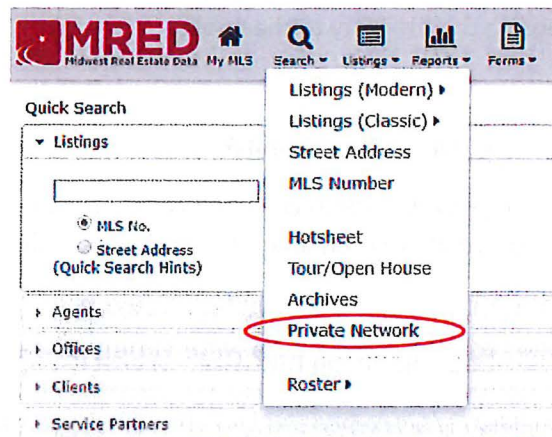 MRED
Midwest Real Estate Data
My MLS
Search
Listings
Reports
Forms
Quick Search
Listings
MLS No.
Street Address
(Quick Search Hints)
Agents
Offices
Clients
Service Partners
Listings (Modern)
Listings (Classic)
Street Address
MLS Number
Hotsheet
Tour/Open House
Archives
Private Network
Roster